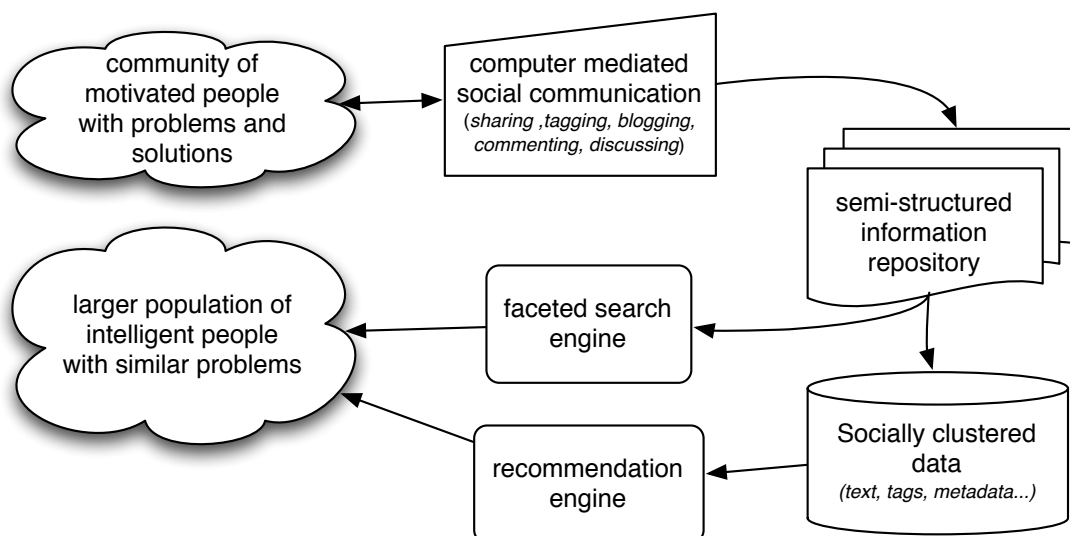 community of
motivated people
with problems and
solutions
computer mediated
social communication
(sharing ,tagging, blogging,
commenting, discussing)
semi-structured
information
repository
larger population of
intelligent people
with similar problems
faceted search
engine
recommendation
engine
Socially clustered
data
(text, tags, metadata...)